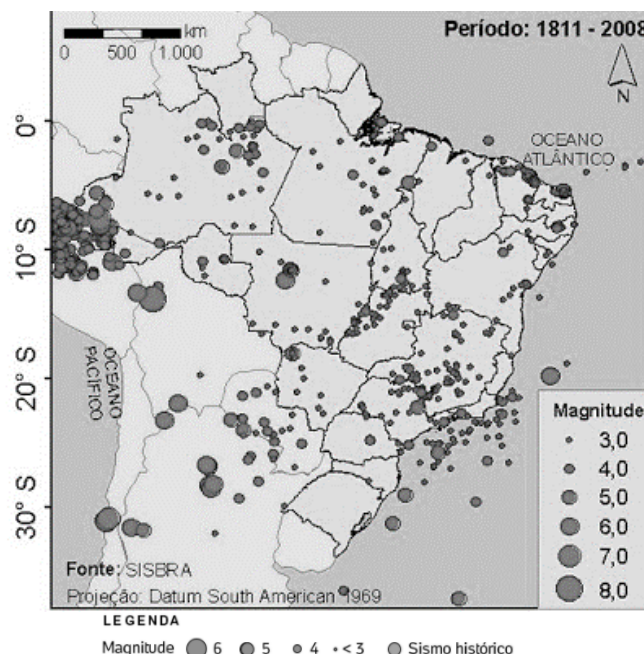 km
0 500 1.000
Período: 1811 - 2008
N
OCEANO
ATLÂNTICO
0°
10° S
20° S
30° S
OCEANO
PACÍFICO
Magnitude
3,0
4,0
5,0
6,0
7,0
8,0
Fonte: SISBRA
Projeção: Datum South American 1969
LEGENDA
Magnitude 6 5 4 < 3 Sismo histórico